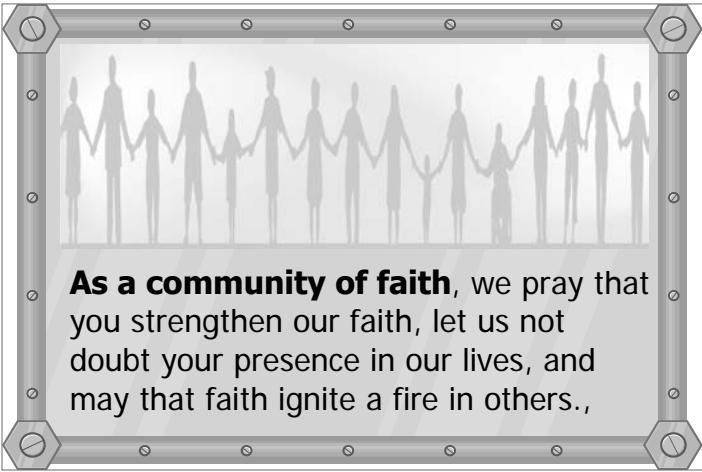 As a community of faith, we pray that
you strengthen our faith, let us not
doubt your presence in our lives, and
may that faith ignite a fire in others.,